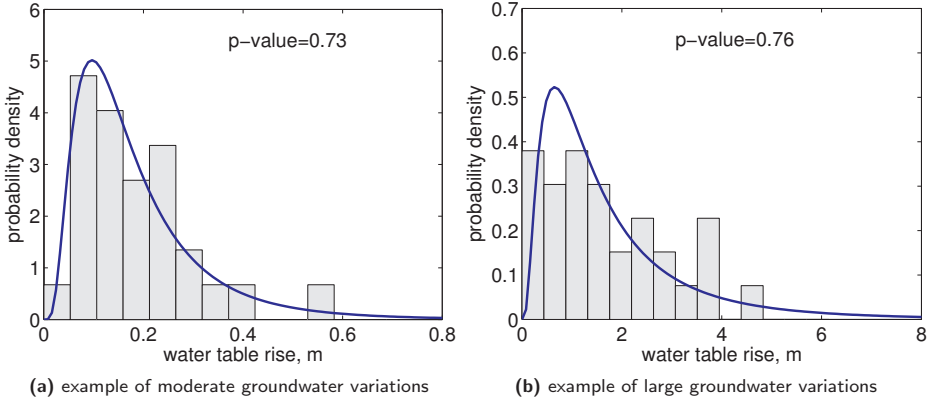 6
5
4
3
2
1
0
probability density
p−value=0.73
0 0.2 0.4 0.6 0.8
water table rise, m
(a) example of moderate groundwater variations
0.7
0.6
0.5
0.4
0.3
0.2
0.1
0
probability density
p−value=0.76
0 2 4 6 8
water table rise, m
(b) example of large groundwater variations